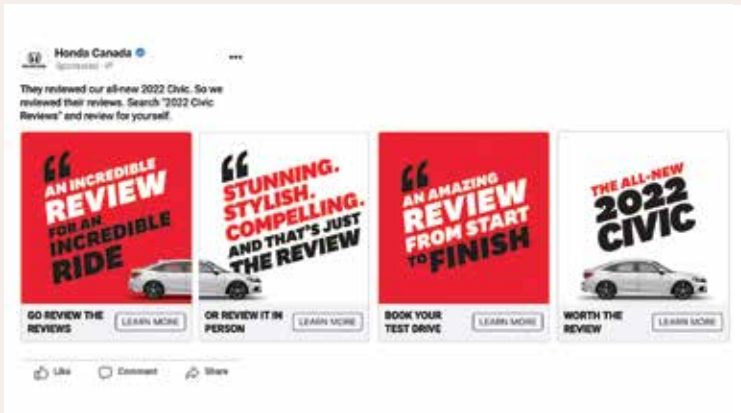 Honda Canada
Sponsored
They reviewed our all-new 2022 Civic. So we
reviewed their reviews. Search "2022 Civic
Reviews" and review for yourself.
“
AN INCREDIBLE
REVIEW
FOR AN
INCREDIBLE
RIDE
GO REVIEW THE
REVIEWS
LEARN MORE
“
STUNNING.
STYLISH.
COMPELLING.
AND THAT'S JUST
THE REVIEW
OR REVIEW IT IN
PERSON
LEARN MORE
“
AN AMAZING
REVIEW
FROM START
TO FINISH
BOOK YOUR
TEST DRIVE
LEARN MORE
THE ALL-NEW
2022
CIVIC
WORTH THE
REVIEW
LEARN MORE
Like
Comment
Share